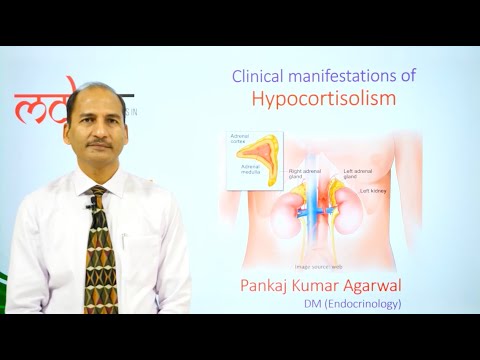 Clinical manifestations of
Hypocortisolism
Adrenal
cortex
Adrenal
medulla
Right adrenal
gland
Left adrenal
gland
Left kidney
Image source: web
Pankaj Kumar Agarwal
DM (Endocrinology)